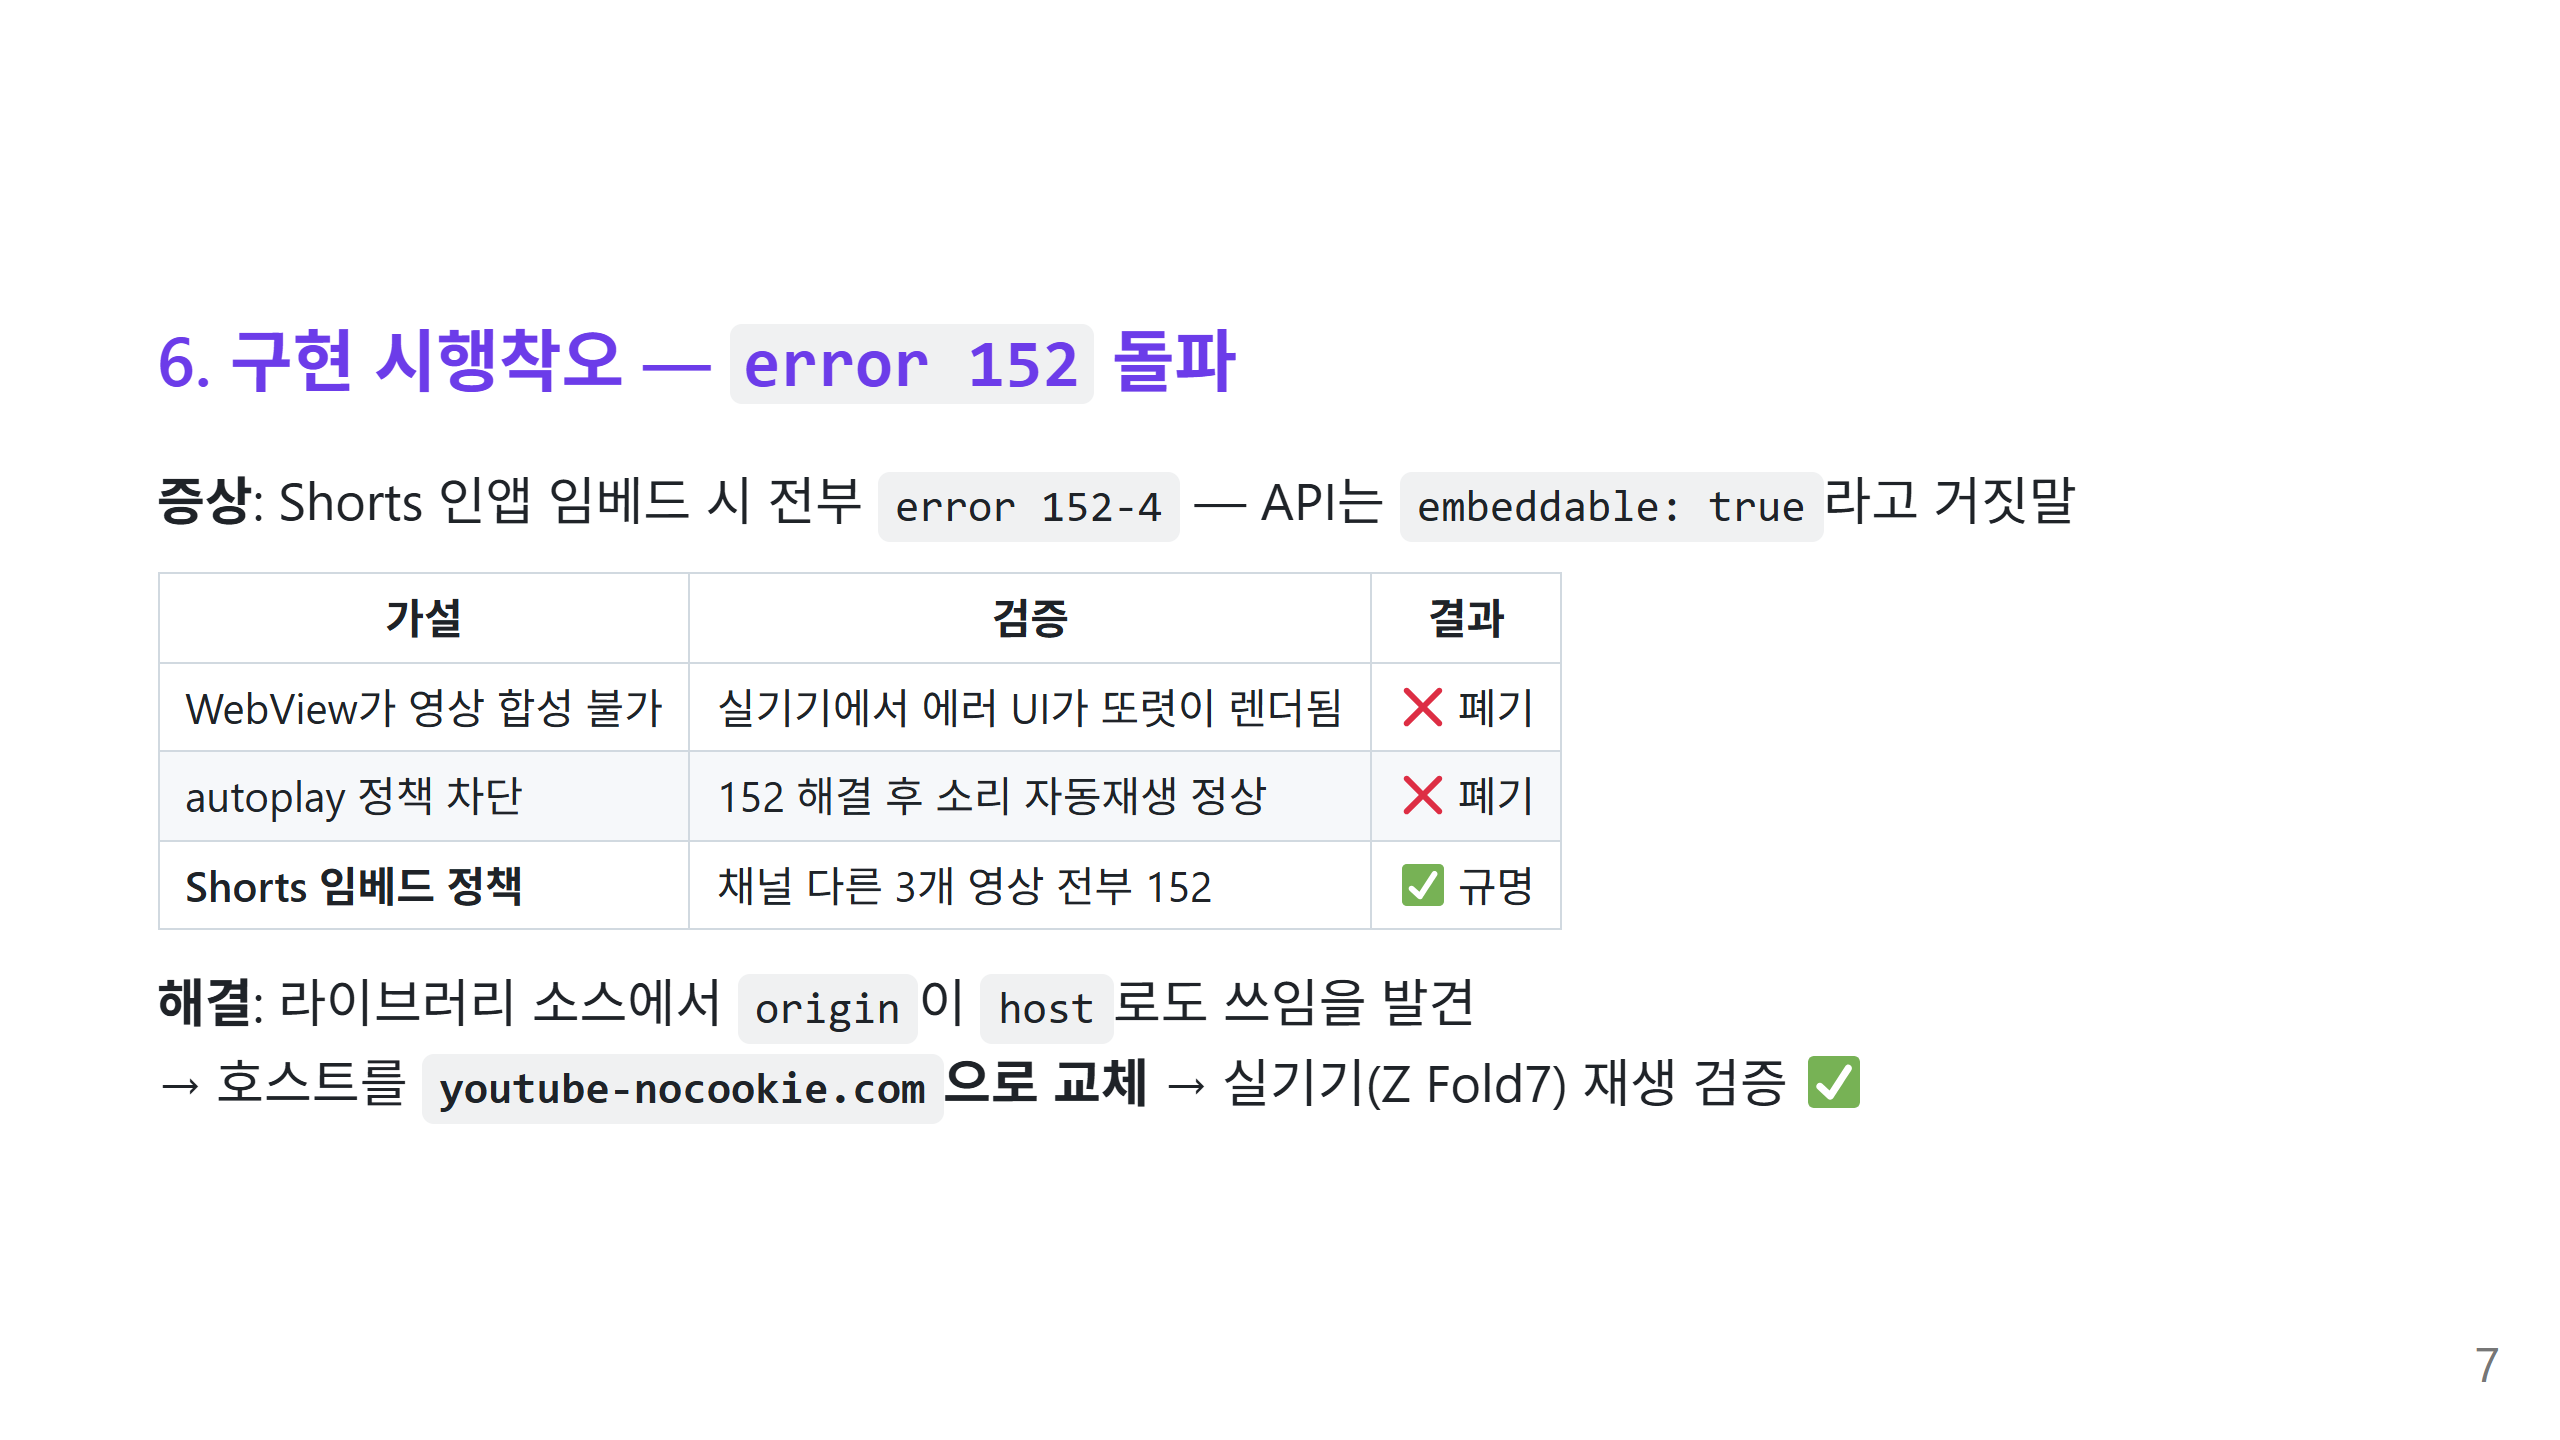 6. 구현 시행착오 — error 152 돌파
증상: Shorts 인앱 임베드 시 전부 error 152-4 — API는 embeddable: true라고 거짓말
가설 검증 결과
WebView가 영상 합성 불가 실기기에서 에러 UI가 또렷이 렌더됨 ❌ 폐기
autoplay 정책 차단 152 해결 후 소리 자동재생 정상 ❌ 폐기
Shorts 임베드 정책 채널 다른 3개 영상 전부 152 ✅ 규명
해결: 라이브러리 소스에서 origin이 host로도 쓰임을 발견
→ 호스트를 youtube-nocookie.com으로 교체 → 실기기(Z Fold7) 재생 검증 ✅
7